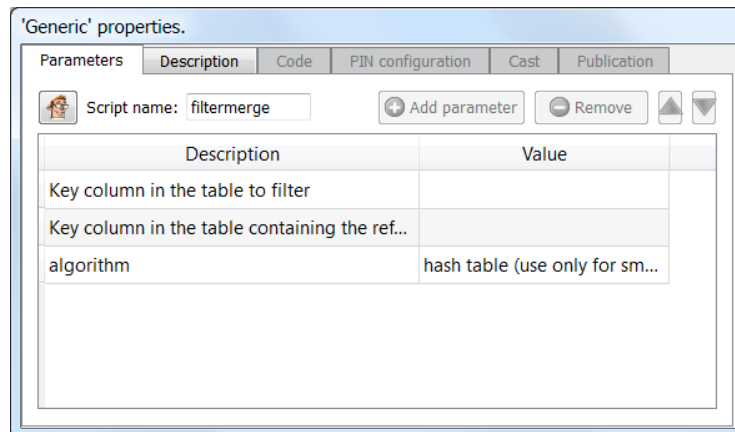 'Generic' properties.
Parameters Description Code PIN configuration Cast Publication
Script name: filtermerge Add parameter Remove
Description Value
Key column in the table to filter
Key column in the table containing the ref...
algorithm hash table (use only for sm...